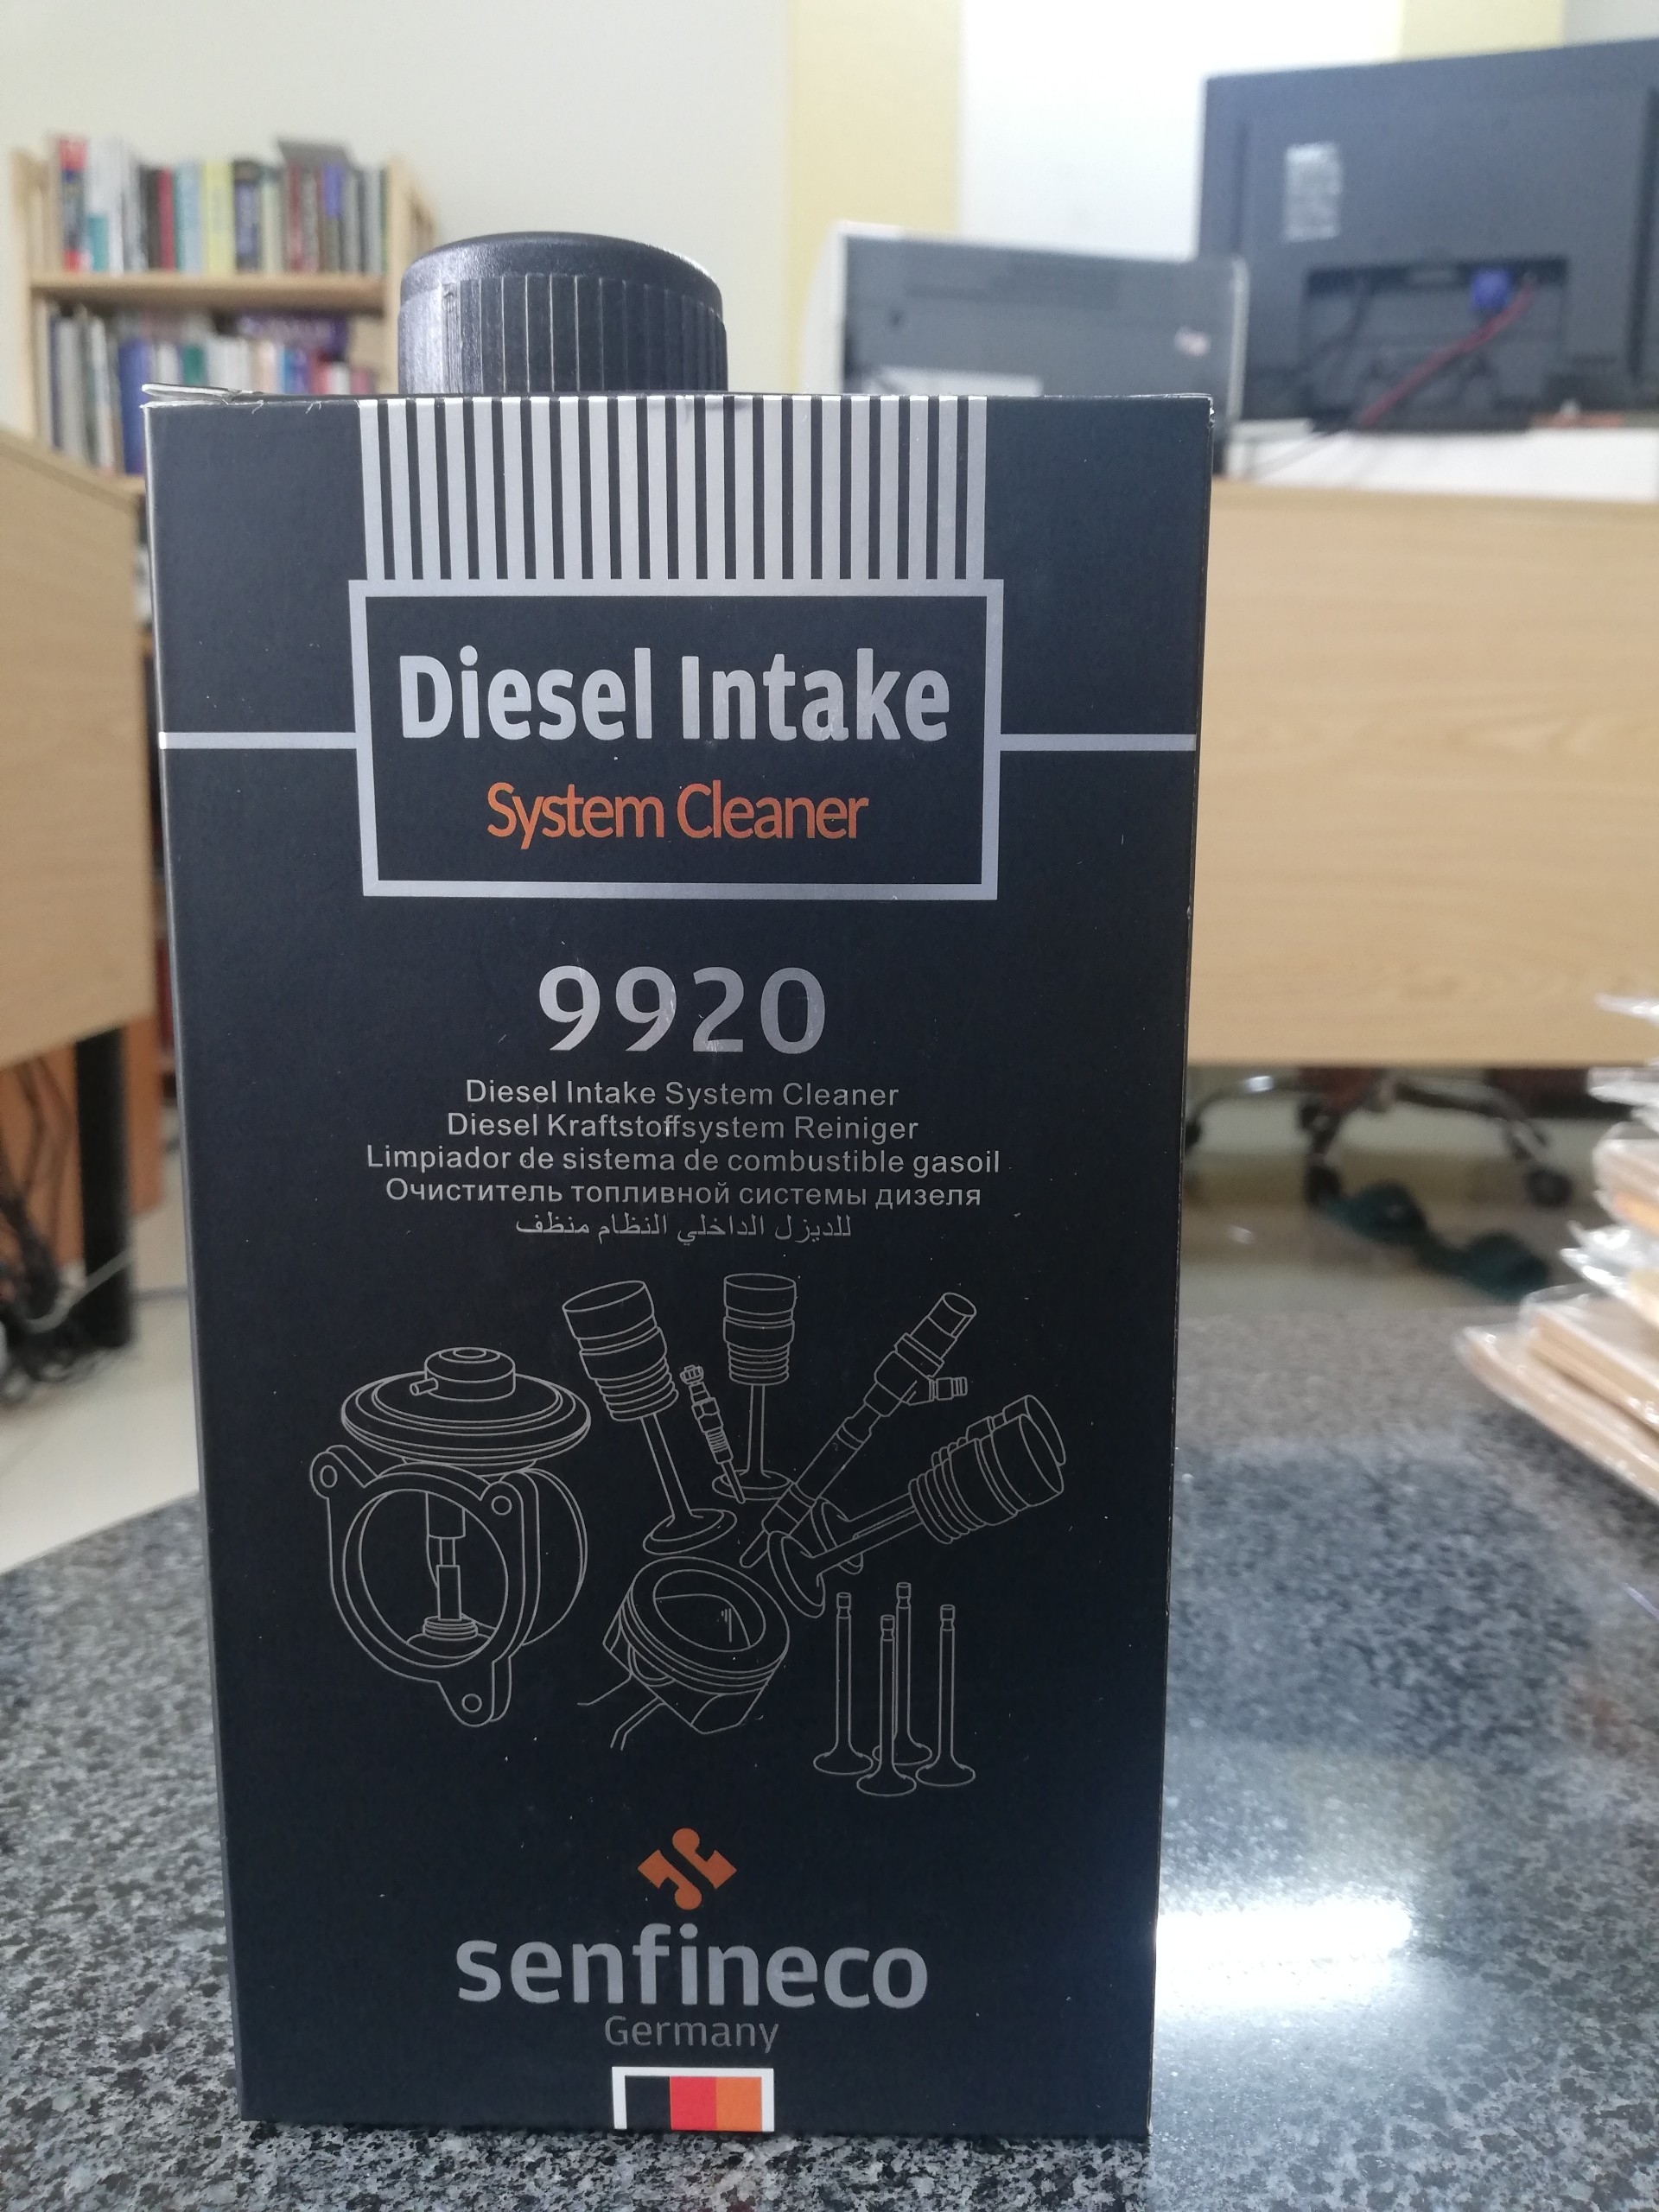 Diesel Intake
System Cleaner
9920
Diesel Intake System Cleaner
Diesel Kraftstoffsystem Reiniger
Limpiador de sistema de combustible gasoil
Очиститель топливной системы дизеля
للديزل الداخلي النظام منظف
senfineco
Germany